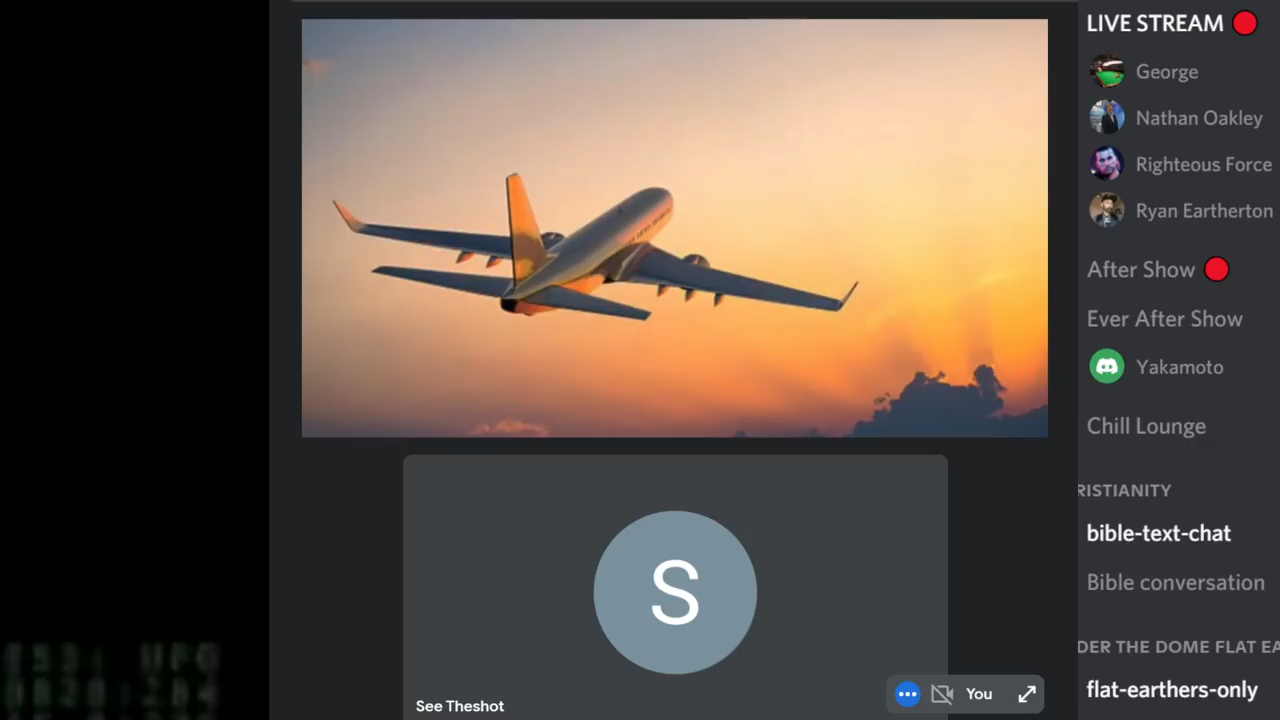 LIVE STREAM
George
Nathan Oakley
Righteous Force
Ryan Eartherton
After Show
Ever After Show
Yakamoto
Chill Lounge
RISTIANITY
bible-text-chat
Bible conversation
DER THE DOME FLAT EA
flat-earthers-only
S
See Theshot
You